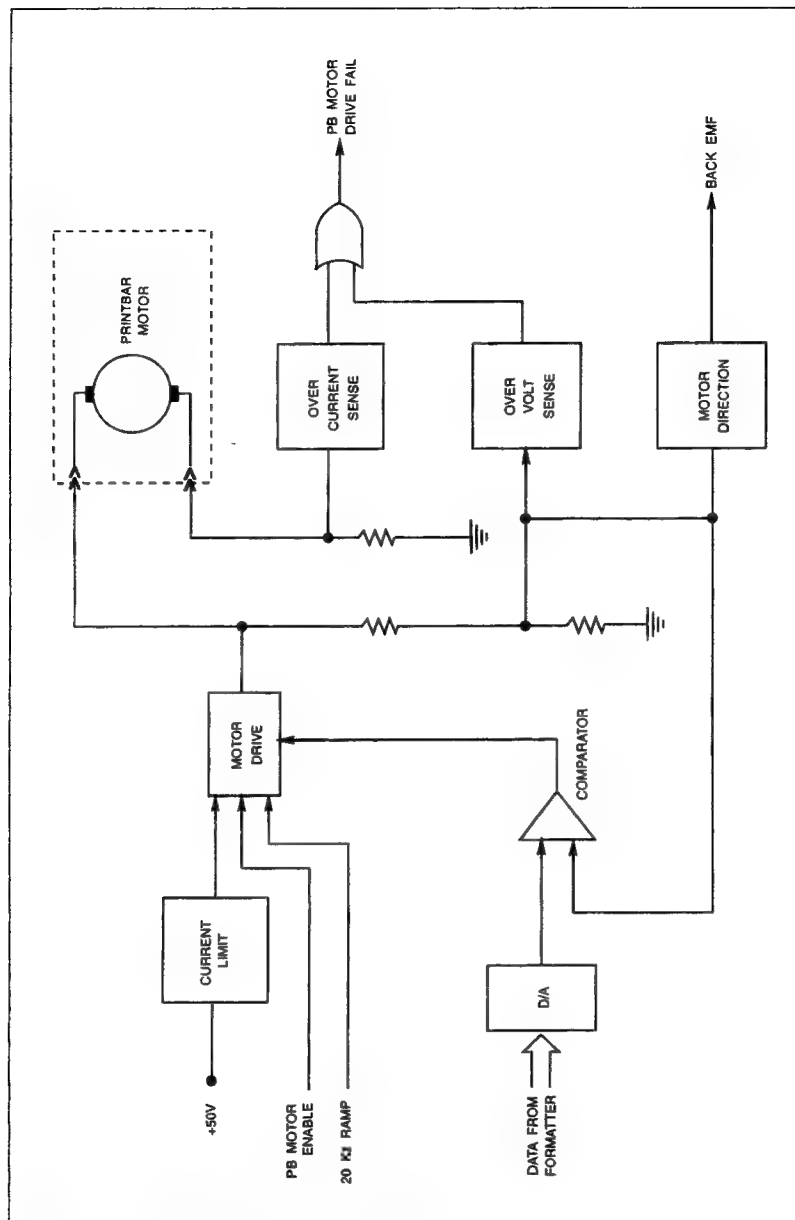 PRINTBAR
MOTOR
+50V
CURRENT
LIMIT
MOTOR
DRIVE
PB MOTOR
ENABLE
20 RAMP
OVER
CURRENT
SENSE
PB MOTOR
DRIVE FAIL
OVER
VOLT
SENSE
DATA FROM
FORMATTER
D/A
COMPARATOR
MOTOR
DIRECTION
BACK EMF